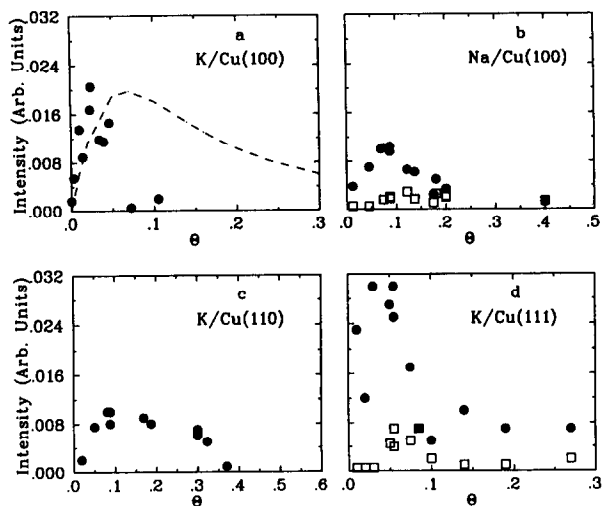 a
K/Cu(100)
Intensity (Arb. Units)
.032
.024
.016
.008
.000
.0 .1 .2 .3
Θ
b
Na/Cu(100)
.0 .1 .2 .3 .4 .5
Θ
c
K/Cu(110)
Intensity (Arb. Units)
.032
.024
.016
.008
.000
.0 .1 .2 .3 .4 .5 .6
Θ
d
K/Cu(111)
.0 .1 .2 .3
Θ